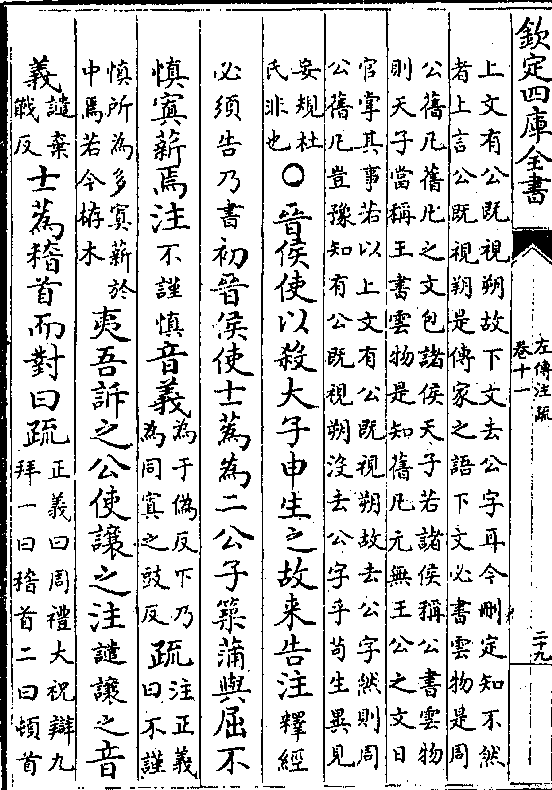 欽定四庫全書
左傳注疏
卷十一
二十九
上文有公既視朔故下文去公字耳今刪定知不然
者上言公既視朔是傳家之語下文必書雲物是周
公舊凡舊凡之文包諸侯天子若諸侯稱公書雲物
則天子當稱王書雲物是知舊凡元無王公之文日
官掌其事若以上文有公既視朔故去公字然則周
公舊凡豈豫知有公既視朔沒去公字乎苟生異見
安規杜
氏非也
○晉侯使以殺大子申生之故來告注釋經
必須告乃書初晉侯使士蒍為二公子築蒲與屈不
慎寘薪焉注不謹慎音義
為于偽反下乃
為同寘之豉反
疏
注正義
曰不謹
慎所為多寘薪於
中焉若今栫木
夷吾訴之公使讓之注譴讓之音
義
譴棄
戰反
士蒍稽首而對曰疏
正義曰周禮大祝辯九
拜一曰稽首二曰頓首